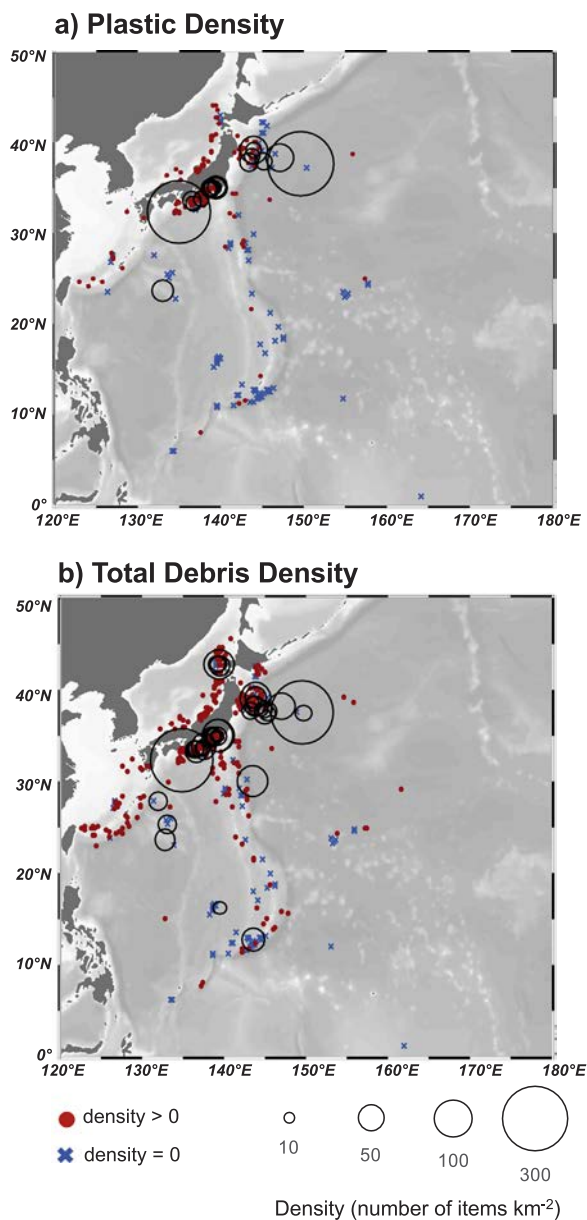 a) Plastic Density
50°N
40°N
30°N
20°N
10°N
0°
120°E 130°E 140°E 150°E 160°E 170°E 180°E
b) Total Debris Density
50°N
40°N
30°N
20°N
10°N
0°
120°E 130°E 140°E 150°E 160°E 170°E 180°E
density > 0
density = 0
10 50 100 300
Density (number of items km⁻²)